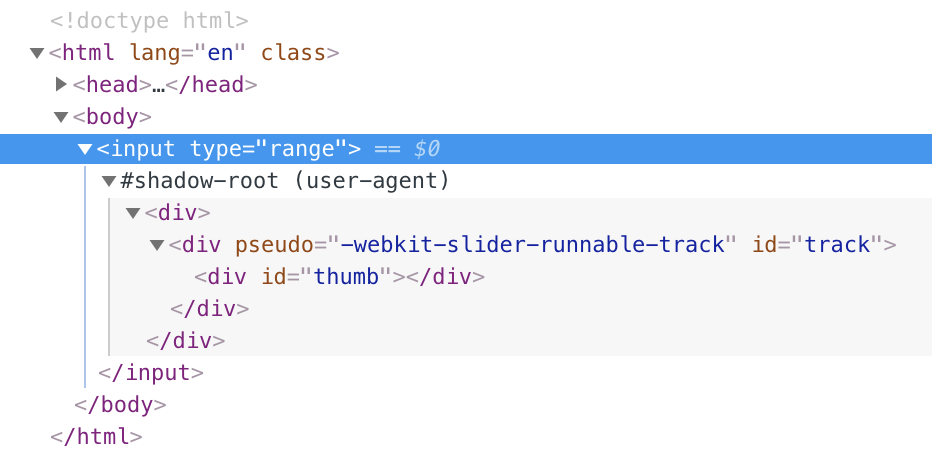 <!doctype html>
<html lang="en" class>
<head>…</head>
<body>
<input type="range"> == $0
#shadow-root (user-agent)
<div>
<div pseudo="-webkit-slider-runnable-track" id="track">
<div id="thumb"></div>
</div>
</div>
</input>
</body>
</html>